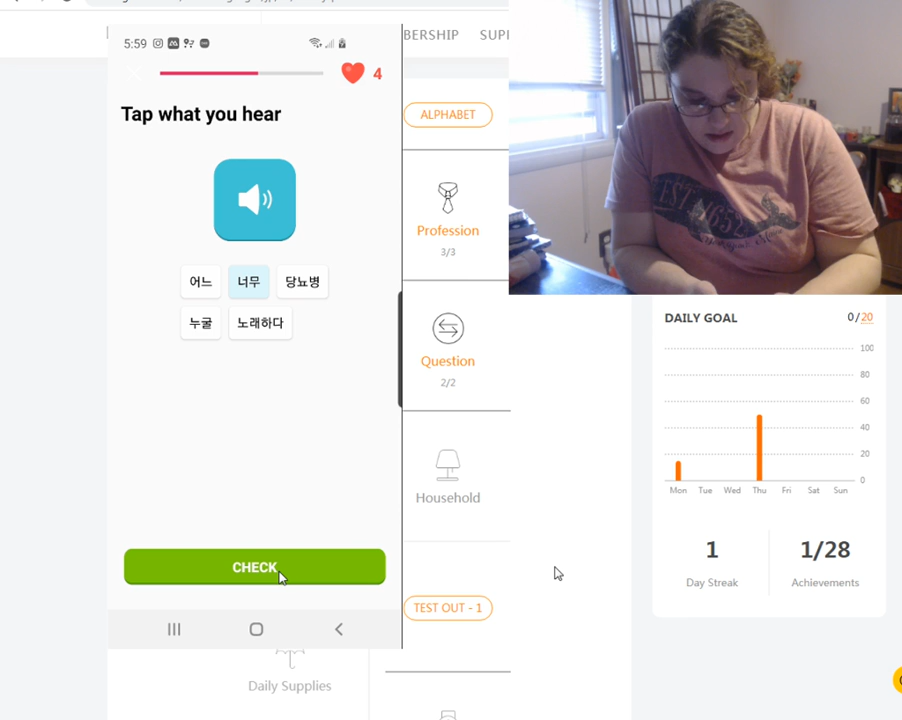 5:59
4
Tap what you hear
어느 너무 당뇨병
누굴 노래하다
CHECK
BERSHIP
ALPHABET
Profession
3/3
Question
2/2
Household
TEST OUT - 1
Daily Supplies
DAILY GOAL 0/20
100
80
60
40
20
0
Mon Tue Wed Thu Fri Sat Sun
1 1/28
Day Streak Achievements